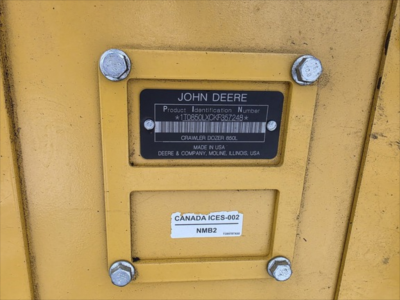 JOHN DEERE
Product Identification Number
*1T0850LXCKF357248*
CRAWLER DOZER 850L
MADE IN USA
DEERE & COMPANY, MOLINE, ILLINOIS, USA
CANADA ICES-002
NMB2